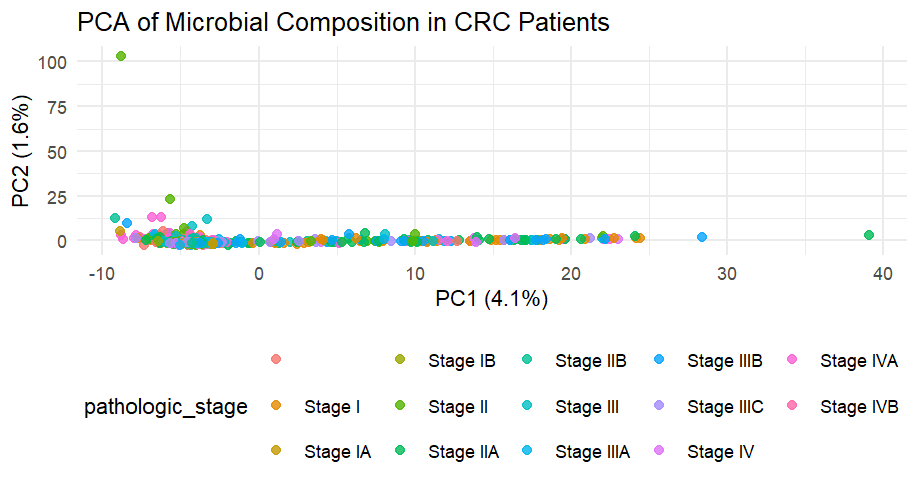 PCA of Microbial Composition in CRC Patients
100
75
50
25
0
PC2 (1.6%)
-10 0 10 20 30 40
PC1 (4.1%)
pathologic_stage
Stage IB Stage IIB Stage IIIB Stage IVA
Stage I Stage II Stage III Stage IIIC Stage IVB
Stage IA Stage IIA Stage IIIA Stage IV